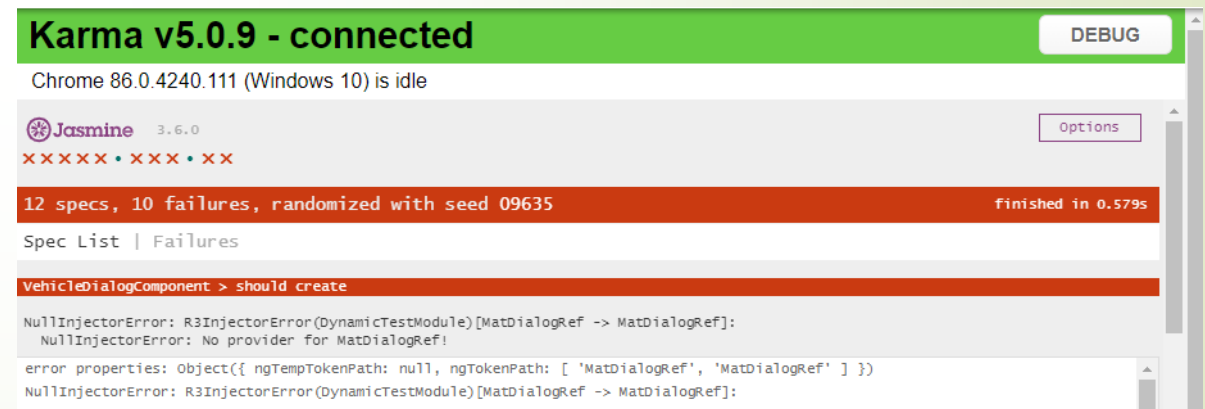 Karma v5.0.9 - connected
DEBUG
Chrome 86.0.4240.111 (Windows 10) is idle
Jasmine 3.6.0
Options
×××××•×××•××
12 specs, 10 failures, randomized with seed 09635
finished in 0.579s
Spec List | Failures
VehicleDialogComponent > should create
NullInjectorError: R3InjectorError(DynamicTestModule)[MatDialogRef -> MatDialogRef]:
NullInjectorError: No provider for MatDialogRef!
error properties: Object({ ngTempTokenPath: null, ngTokenPath: [ 'MatDialogRef', 'MatDialogRef' ] })
NullInjectorError: R3InjectorError(DynamicTestModule)[MatDialogRef -> MatDialogRef]: